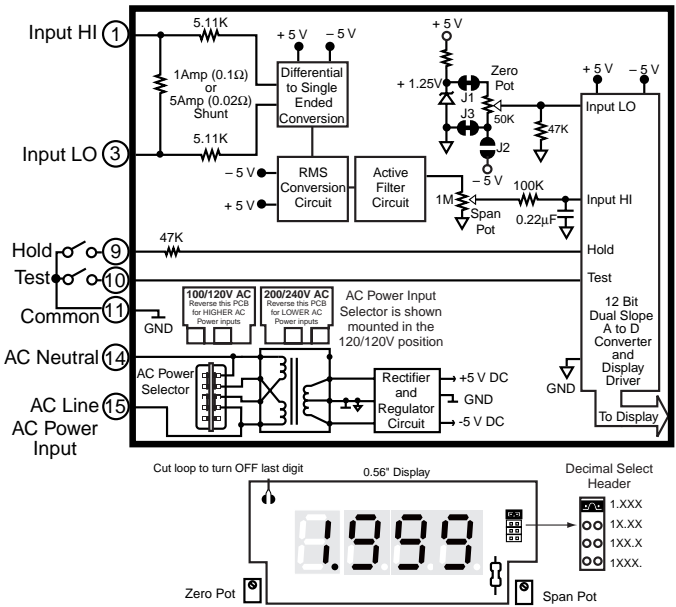 Input HI 1
5.11K
1Amp (0.1Ω)
or
5Amp (0.02Ω)
Shunt
5.11K
Input LO 3
+ 5 V – 5 V
Differential
to Single
Ended
Conversion
– 5 V
+ 5 V
RMS
Conversion
Circuit
Active
Filter
Circuit
+ 5 V
+ 1.25V
J1
J3
Zero
Pot
50K
J2
– 5 V
47K
1M
Span
Pot
100K
0.22µF
+ 5 V – 5 V
Input LO
Input HI
Hold
Test
12 Bit
Dual Slope
A to D
Converter
and
Display
Driver
GND
To Display
Hold 9
47K
Test 10
Common 11
GND
100/120V AC
Reverse this PCB
for HIGHER AC
Power inputs
200/240V AC
Reverse this PCB
for LOWER AC
Power inputs
AC Power Input
Selector is shown
mounted in the
120/120V position
AC Neutral 14
AC Line 15
AC Power
Input
AC Power
Selector
Rectifier
and
Regulator
Circuit
+5 V DC
GND
-5 V DC
Cut loop to turn OFF last digit
0.56" Display
Decimal Select
Header
1.XXX
1X.XX
1XX.X
1XXX.
1.999
Zero Pot
Span Pot